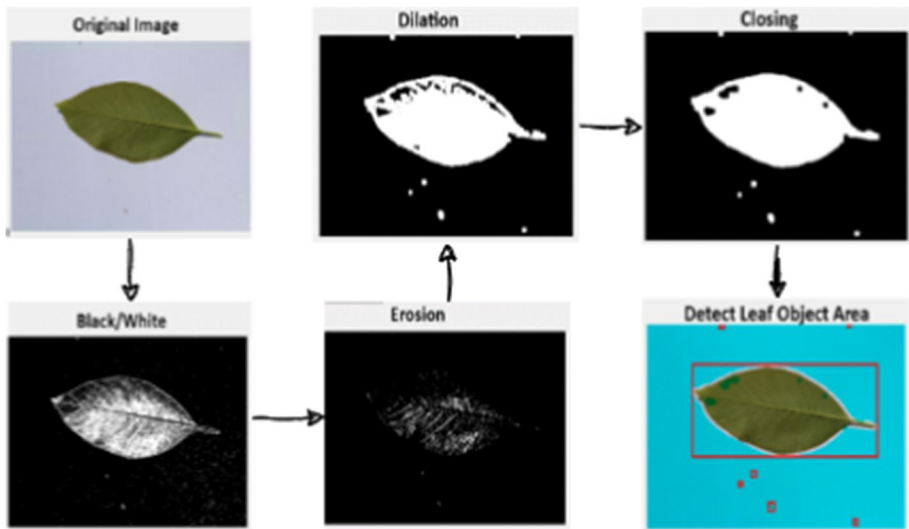 Original Image
Dilation
Closing
Black/White
Erosion
Detect Leaf Object Area